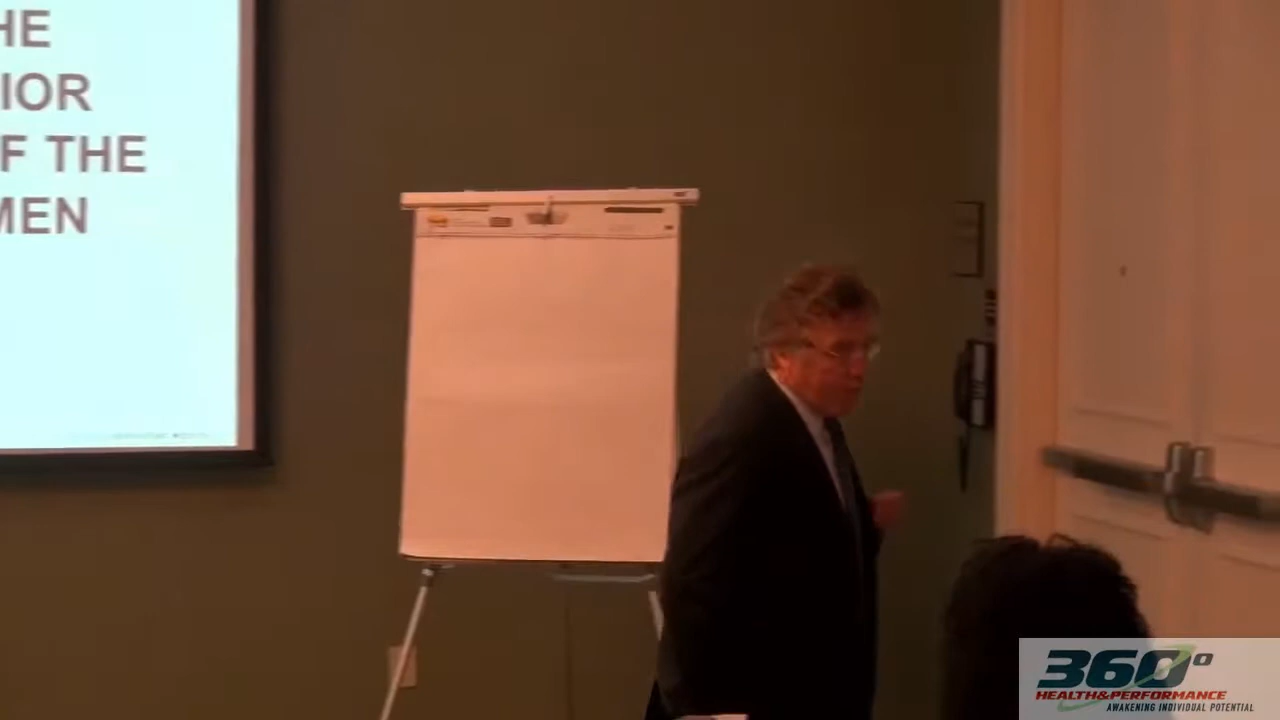 HE
IOR
F THE
MEN
360°
HEALTH&PERFORMANCE
AWAKENING INDIVIDUAL POTENTIAL